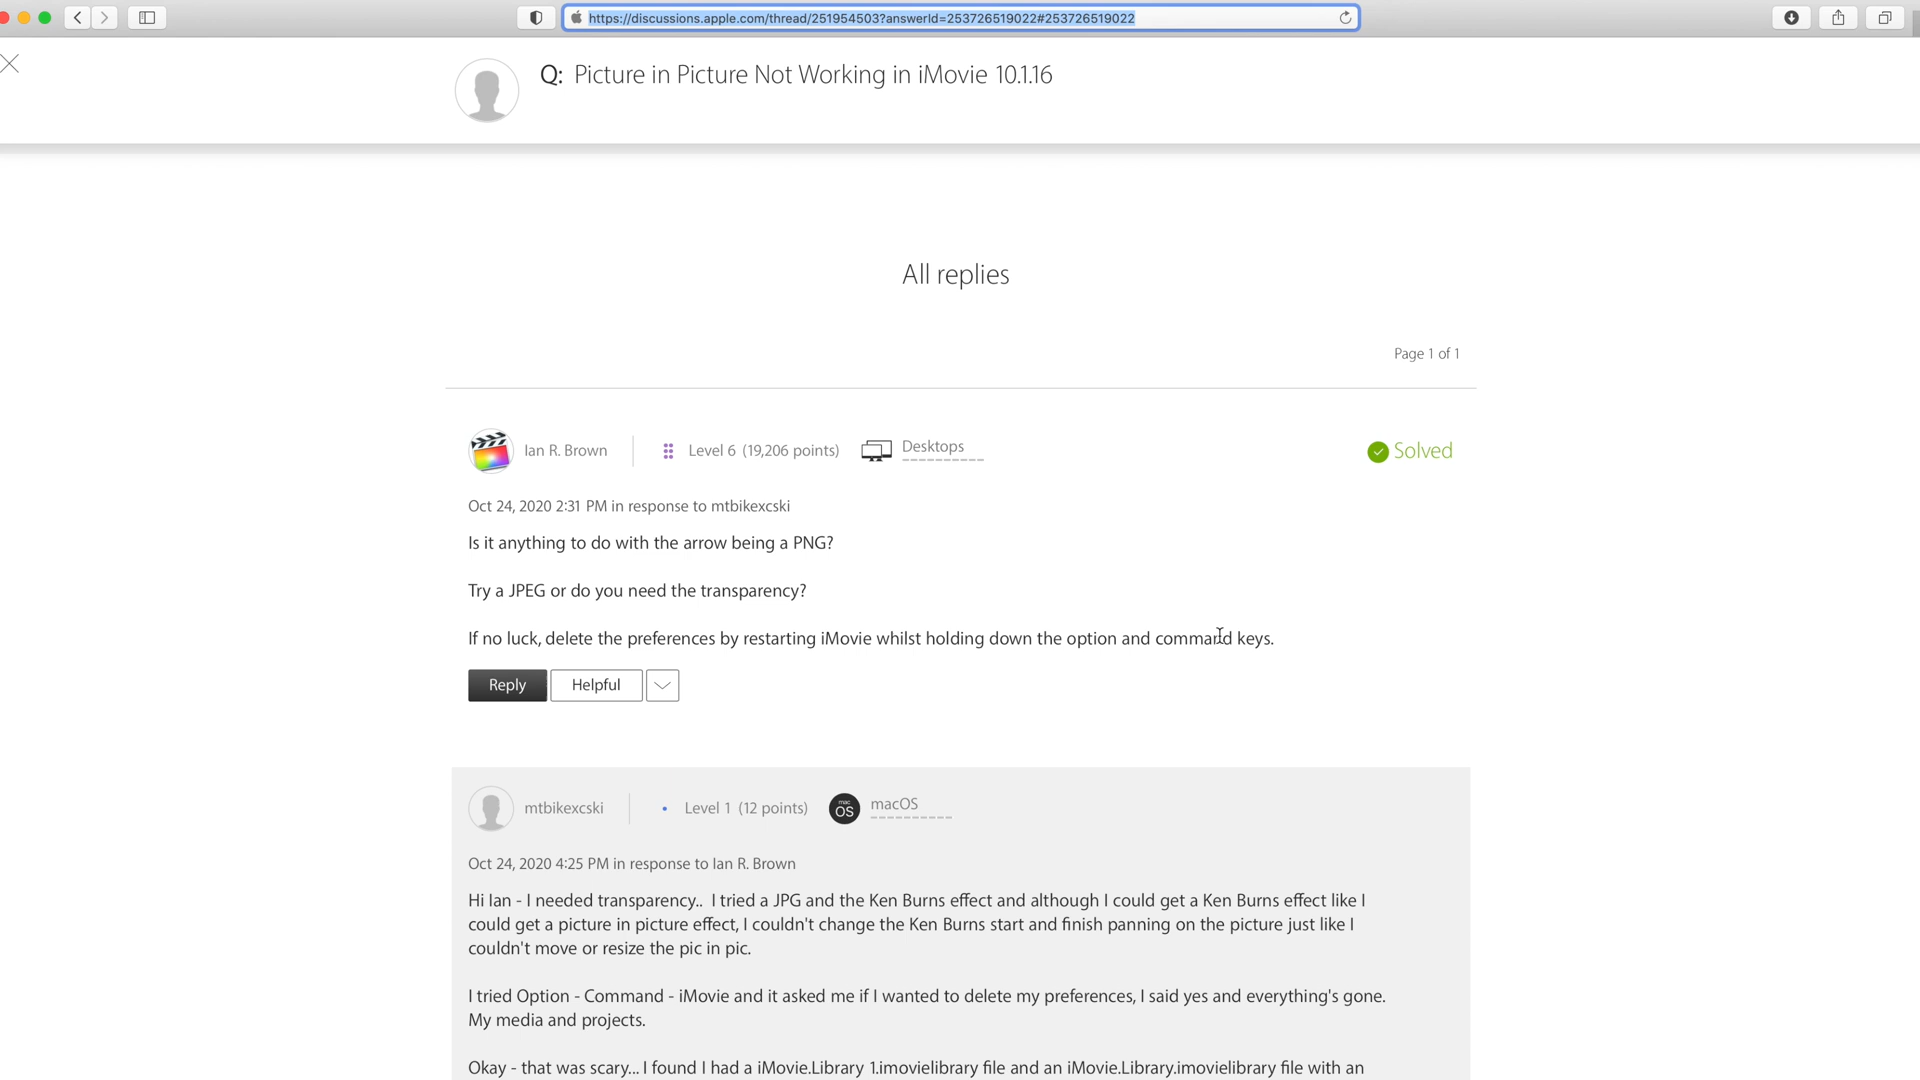 https://discussions.apple.com/thread/251954503?answerId=253726519022#253726519022
Q: Picture in Picture Not Working in iMovie 10.1.16
All replies
Page 1 of 1
Ian R. Brown
Level 6 (19,206 points)
Desktops
Solved
Oct 24, 2020 2:31 PM in response to mtbikexcski
Is it anything to do with the arrow being a PNG?
Try a JPEG or do you need the transparency?
If no luck, delete the preferences by restarting iMovie whilst holding down the option and command keys.
Reply
Helpful
mtbikexcski
Level 1 (12 points)
mac
OS
macOS
Oct 24, 2020 4:25 PM in response to Ian R. Brown
Hi Ian - I needed transparency.. I tried a JPG and the Ken Burns effect and although I could get a Ken Burns effect like I
could get a picture in picture effect, I couldn't change the Ken Burns start and finish panning on the picture just like I
couldn't move or resize the pic in pic.
I tried Option - Command - iMovie and it asked me if I wanted to delete my preferences, I said yes and everything's gone.
My media and projects.
Okay - that was scary... I found I had a iMovie.Library 1.imovielibrary file and an iMovie.Library.imovielibrary file with an